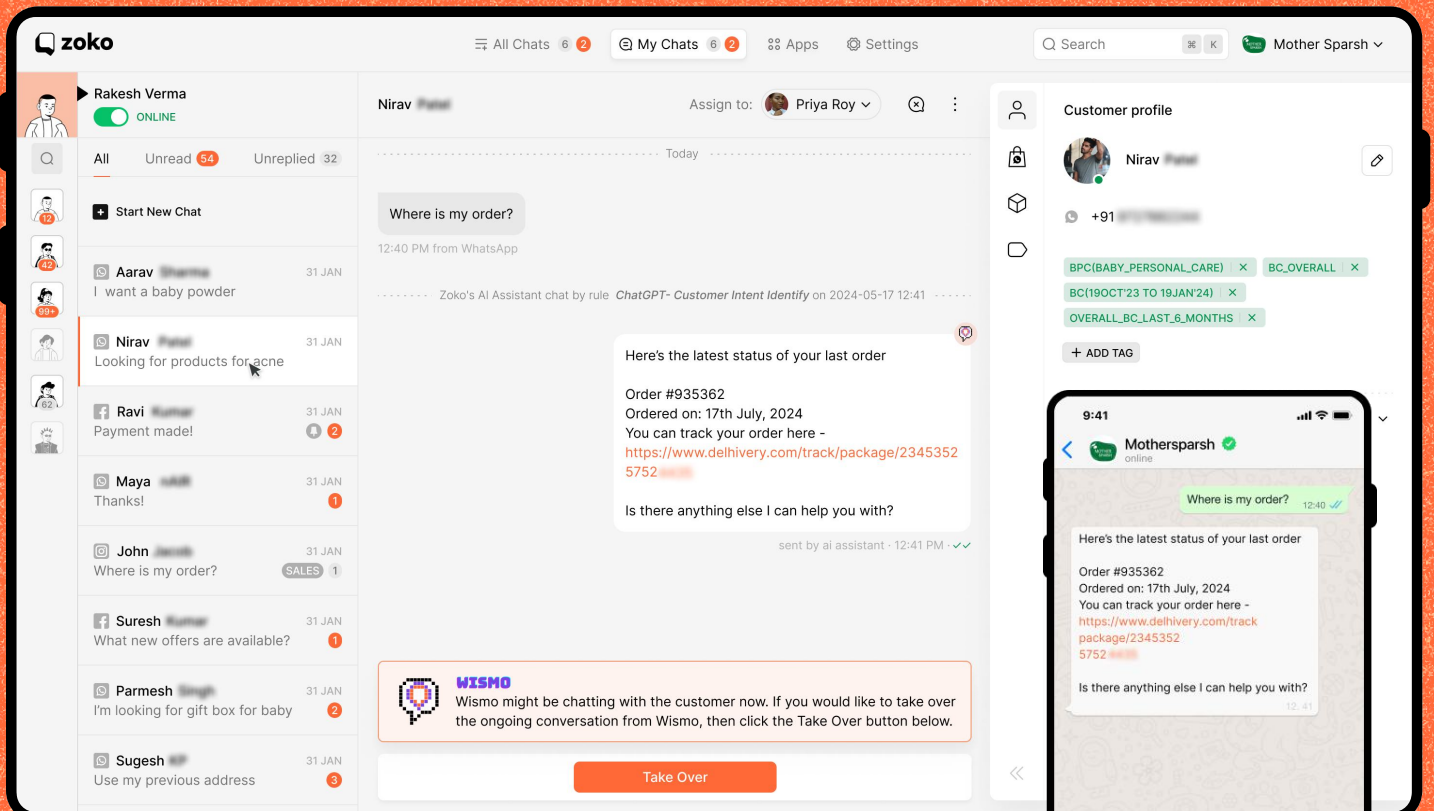 zoko
All Chats 6 2
My Chats 6 2
Apps
Settings
Search ⌘ K
MOTHER SPARSH
Mother Sparsh
Rakesh Verma
ONLINE
All
Unread 54
Unreplied 32
12
42
99+
62
Start New Chat
Aarav 31 JAN
I want a baby powder
Nirav 31 JAN
Looking for products for acne
Ravi 31 JAN
Payment made! 2
Maya 31 JAN
Thanks! 1
John 31 JAN
Where is my order? SALES 1
Suresh 31 JAN
What new offers are available? 1
Parmesh 31 JAN
I'm looking for gift box for baby 2
Sugesh 31 JAN
Use my previous address 3
Nirav
Assign to: Priya Roy
Today
Where is my order?
12:40 PM from WhatsApp
Zoko's AI Assistant chat by rule ChatGPT- Customer Intent Identify on 2024-05-17 12:41
Here's the latest status of your last order
Order #935362
Ordered on: 17th July, 2024
You can track your order here -
https://www.delhivery.com/track/package/2345352
5752
Is there anything else I can help you with?
sent by ai assistant · 12:41 PM ·
WISMO
Wismo might be chatting with the customer now. If you would like to take over
the ongoing conversation from Wismo, then click the Take Over button below.
Take Over
Customer profile
Nirav
+91
BPC(BABY_PERSONAL_CARE) ×
BC_OVERALL ×
BC(19OCT'23 TO 19JAN'24) ×
OVERALL_BC_LAST_6_MONTHS ×
+ ADD TAG
9:41
MOTHER SPARSH
Mothersparsh
online
Where is my order?
12:40
Here's the latest status of your last order
Order #935362
Ordered on: 17th July, 2024
You can track your order here -
https://www.delhivery.com/track
package/2345352
5752
Is there anything else I can help you with?
12, 41